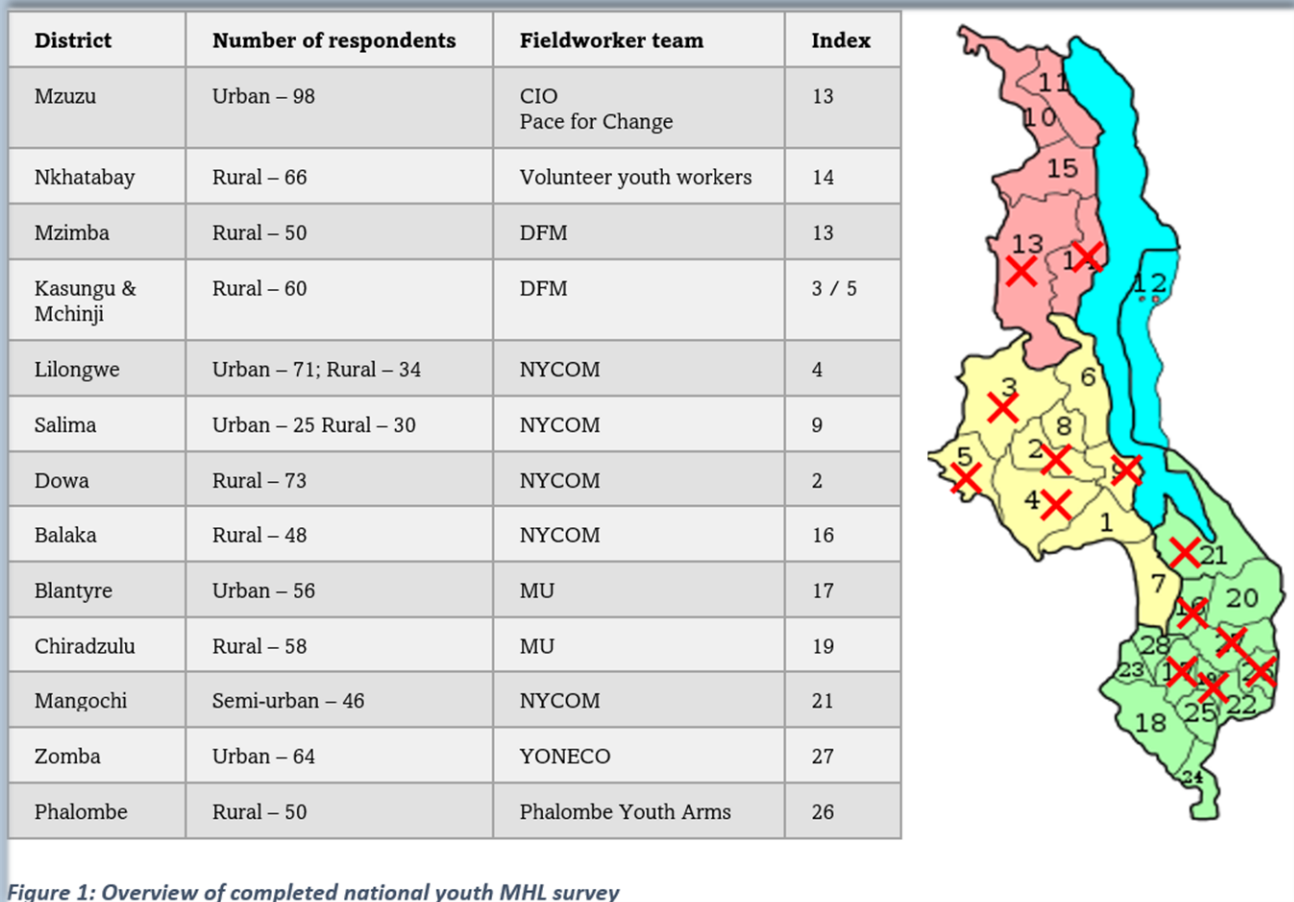 District Number of respondents Fieldworker team Index
Mzuzu Urban – 98 CIO 13
Pace for Change
Nkhatabay Rural – 66 Volunteer youth workers 14
Mzimba Rural – 50 DFM 13
Kasungu & Rural – 60 DFM 3 / 5
Mchinji
Lilongwe Urban – 71; Rural – 34 NYCOM 4
Salima Urban – 25 Rural – 30 NYCOM 9
Dowa Rural – 73 NYCOM 2
Balaka Rural – 48 NYCOM 16
Blantyre Urban – 56 MU 17
Chiradzulu Rural – 58 MU 19
Mangochi Semi-urban – 46 NYCOM 21
Zomba Urban – 64 YONECO 27
Phalombe Rural – 50 Phalombe Youth Arms 26
11
10
15
13
14
12
3
6
8
2
5
9
4
1
21
7
20
16
27
28
23
17
19
26
22
25
18
24
Figure 1: Overview of completed national youth MHL survey